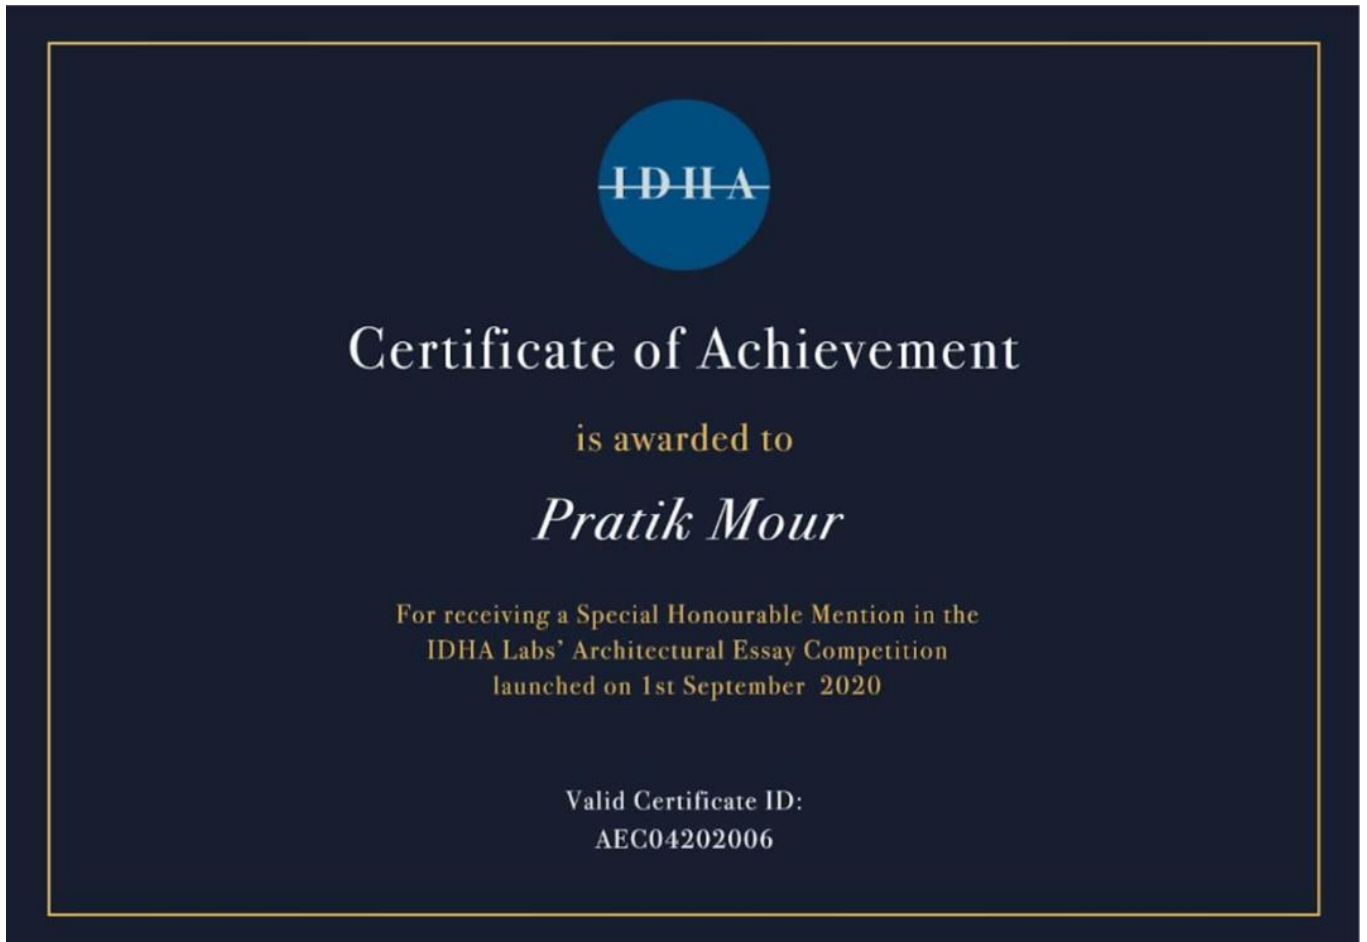 IDHA
Certificate of Achievement
is awarded to
Pratik Mour
For receiving a Special Honourable Mention in the
IDHA Labs’ Architectural Essay Competition
launched on 1st September 2020
Valid Certificate ID:
AEC04202006